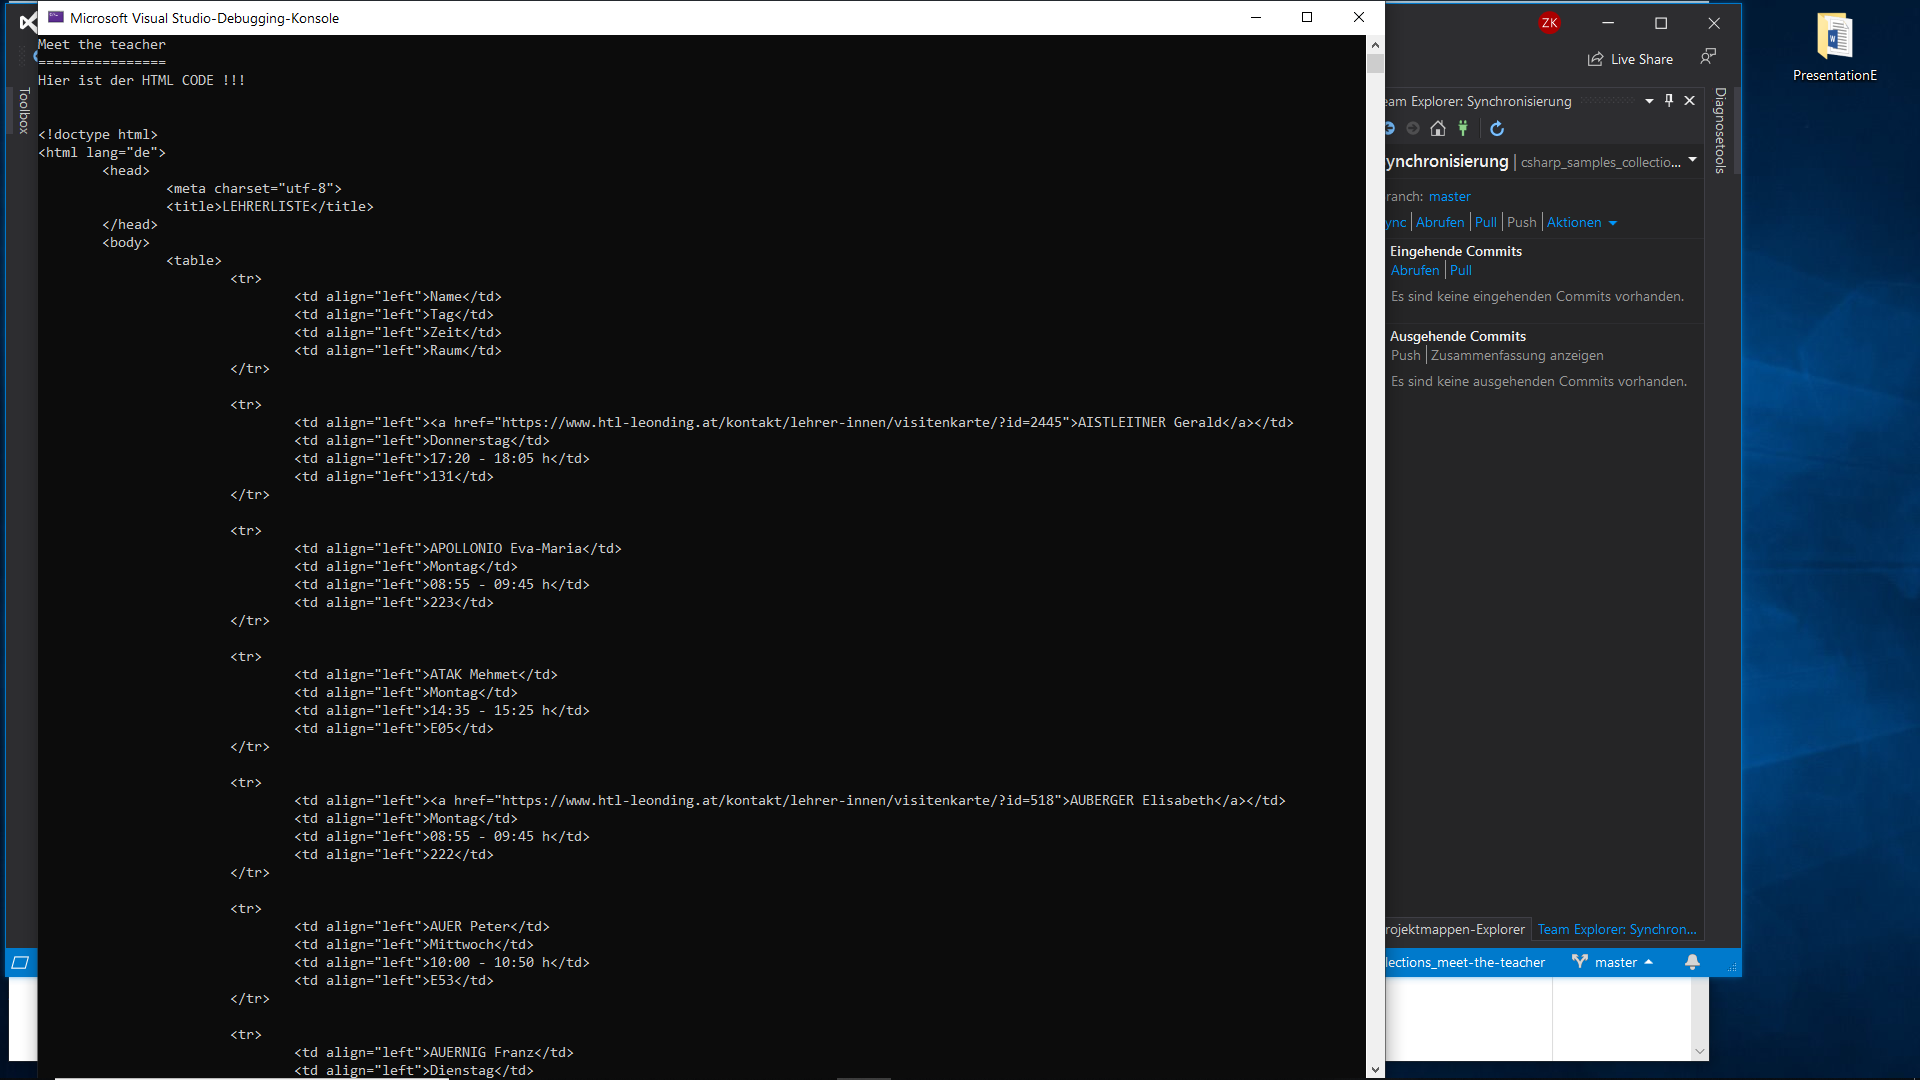 Microsoft Visual Studio-Debugging-Konsole
Meet the teacher
================
Hier ist der HTML CODE !!!
<!doctype html>
<html lang="de">
<head>
<meta charset="utf-8">
<title>LEHRERLISTE</title>
</head>
<body>
<table>
<tr>
<td align="left">Name</td>
<td align="left">Tag</td>
<td align="left">Zeit</td>
<td align="left">Raum</td>
</tr>
<tr>
<td align="left"><a href="https://www.htl-leonding.at/kontakt/lehrer-innen/visitenkarte/?id=2445">AISTLEITNER Gerald</a></td>
<td align="left">Donnerstag</td>
<td align="left">17:20 - 18:05 h</td>
<td align="left">131</td>
</tr>
<tr>
<td align="left">APOLLONIO Eva-Maria</td>
<td align="left">Montag</td>
<td align="left">08:55 - 09:45 h</td>
<td align="left">223</td>
</tr>
<tr>
<td align="left">ATAK Mehmet</td>
<td align="left">Montag</td>
<td align="left">14:35 - 15:25 h</td>
<td align="left">E05</td>
</tr>
<tr>
<td align="left"><a href="https://www.htl-leonding.at/kontakt/lehrer-innen/visitenkarte/?id=518">AUBERGER Elisabeth</a></td>
<td align="left">Montag</td>
<td align="left">08:55 - 09:45 h</td>
<td align="left">222</td>
</tr>
<tr>
<td align="left">AUER Peter</td>
<td align="left">Mittwoch</td>
<td align="left">10:00 - 10:50 h</td>
<td align="left">E53</td>
</tr>
<tr>
<td align="left">AUERNIG Franz</td>
<td align="left">Dienstag</td>
Toolbox
ZK
Live Share
eam Explorer: Synchronisierung
ynchronisierung | csharp_samples_collectio...
ranch: master
ync | Abrufen | Pull | Push | Aktionen
Eingehende Commits
Abrufen | Pull
Es sind keine eingehenden Commits vorhanden.
Ausgehende Commits
Push | Zusammenfassung anzeigen
Es sind keine ausgehenden Commits vorhanden.
rojektmappen-Explorer
Team Explorer: Synchron...
lections_meet-the-teacher
master
Diagnosetools
PresentationE